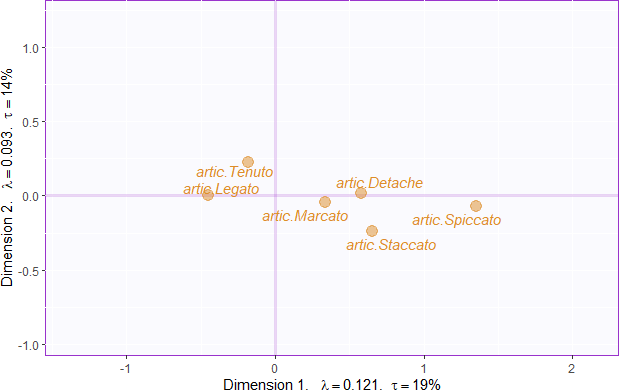 1.0
0.5
artic.Tenuto
artic.Legato
artic.Detache
0.0
artic.Marcato
artic.Spiccato
artic.Staccato
-0.5
-1.0
-1
0
1
2
Dimension 1. λ=0.121. τ=19%
Dimension 2. λ=0.093. τ=14%